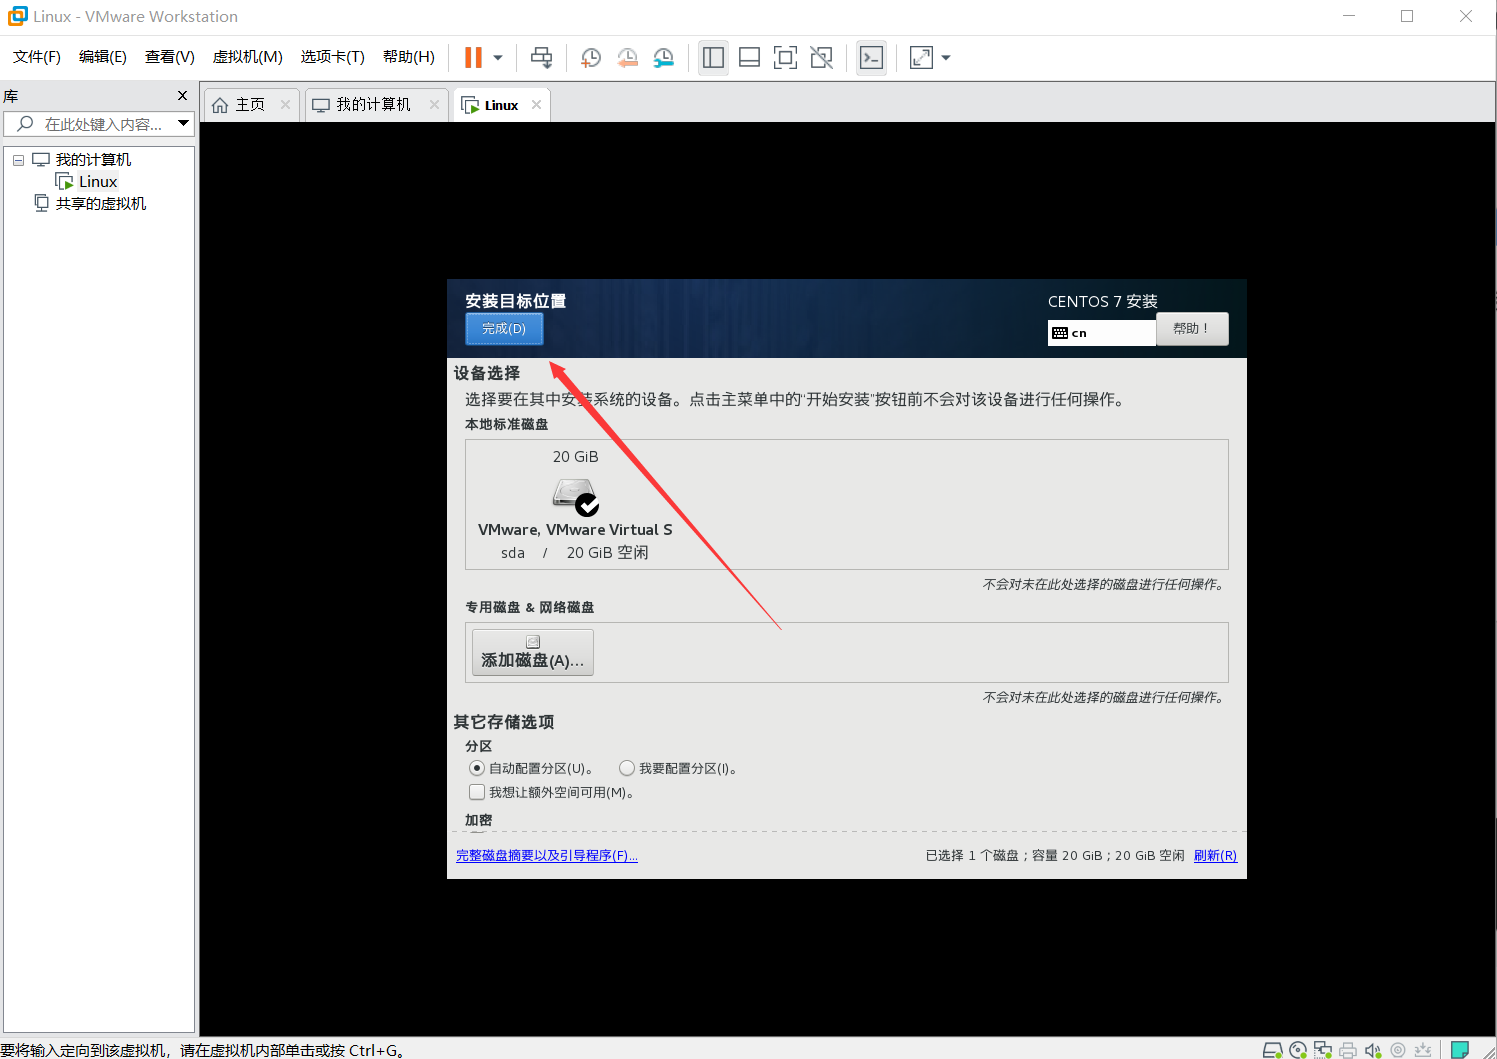 Linux - VMware Workstation
文件(F) 编辑(E) 查看(V) 虚拟机(M) 选项卡(T) 帮助(H)
库
在此处键入内容...
我的计算机
Linux
共享的虚拟机
主页 我的计算机 Linux
安装目标位置
完成(D)
CENTOS 7 安装
cn
帮助！
设备选择
选择要在其中安装系统的设备。点击主菜单中的“开始安装”按钮前不会对该设备进行任何操作。
本地标准磁盘
20 GiB
VMware, VMware Virtual S
sda / 20 GiB 空闲
不会对未在此处选择的磁盘进行任何操作。
专用磁盘 & 网络磁盘
添加磁盘(A)...
不会对未在此处选择的磁盘进行任何操作。
其它存储选项
分区
自动配置分区(U)。 我要配置分区(I)。
我想让额外空间可用(M)。
加密
完整磁盘摘要以及引导程序(F)...
已选择 1 个磁盘；容量 20 GiB；20 GiB 空闲 刷新(R)
要将输入定向到该虚拟机，请在虚拟机内部单击或按 Ctrl+G。